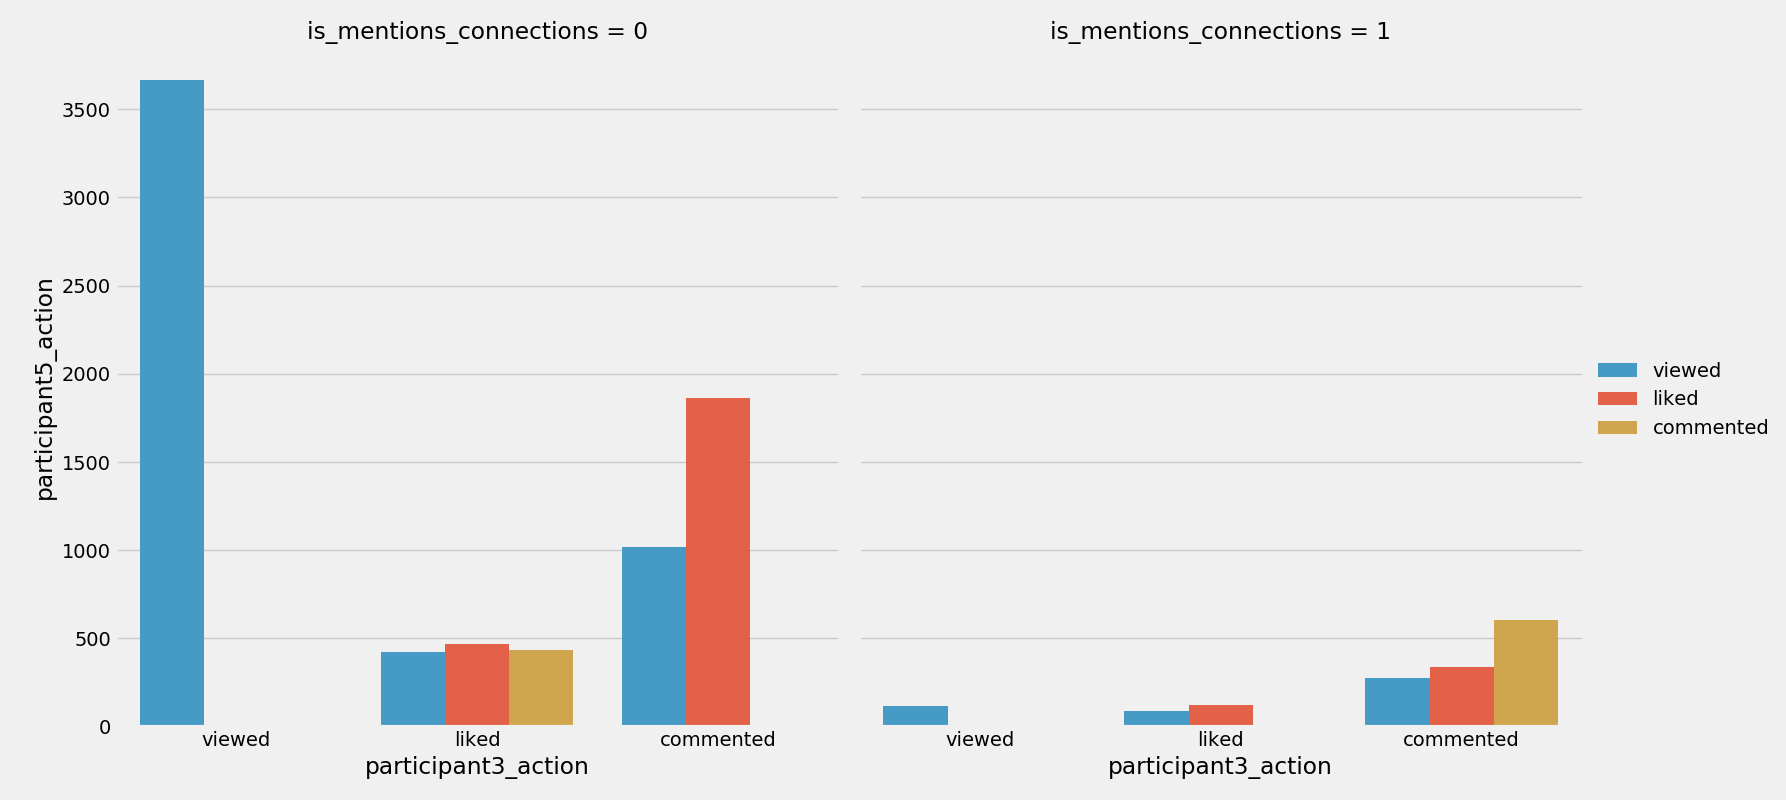 is_mentions_connections = 0
is_mentions_connections = 1
participant5_action
3500
3000
2500
2000
1500
1000
500
0
viewed
liked
commented
viewed
liked
commented
participant3_action
participant3_action
viewed
liked
commented